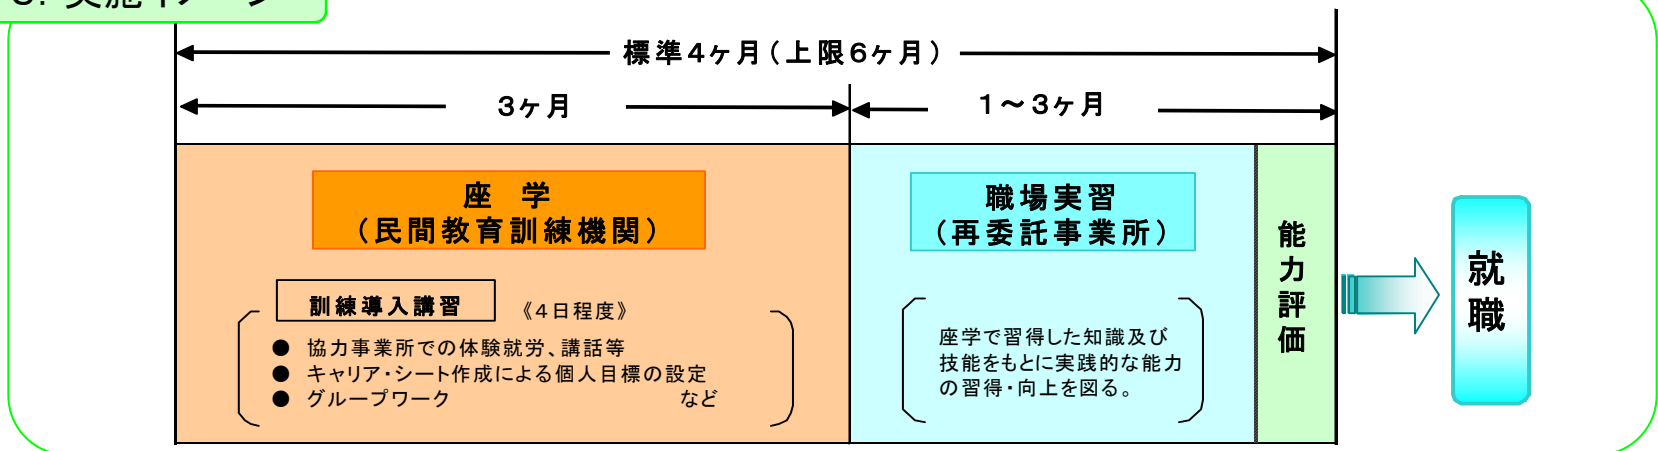 標準4ヶ月(上限6ヶ月)
3ヶ月
1~3ヶ月
座 学
(民間教育訓練機関)
訓練導入講習
《4日程度》
● 協力事業所での体験就労、講話等
● キャリア・シート作成による個人目標の設定
● グループワーク など
職場実習
(再委託事業所)
座学で習得した知識及び
技能をもとに実践的な能力
の習得・向上を図る。
能力評価
就職